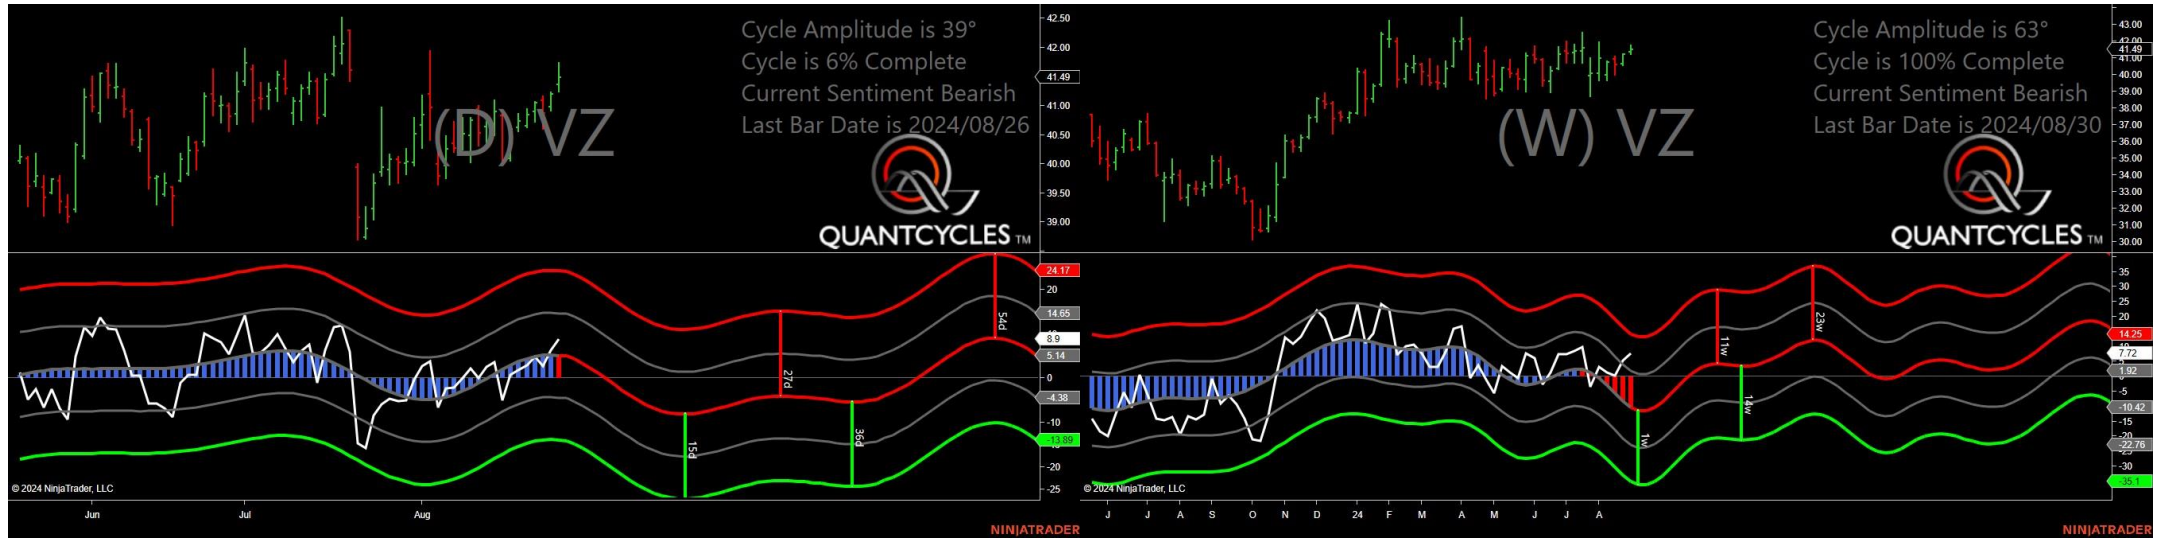 Cycle Amplitude is 39°
Cycle is 6% Complete
Current Sentiment Bearish
Last Bar Date is 2024/08/26
(D) VZ
QUANTCYCLES TM
42.50
42.00
41.49
41.00
40.50
40.00
39.50
39.00
24.17
20
14.65
8.9
5.14
0
-4.38
-10
-13.89
-20
-25
15d
27d
36d
54d
© 2024 NinjaTrader, LLC
Jun Jul Aug
NINJATRADER
Cycle Amplitude is 63°
Cycle is 100% Complete
Current Sentiment Bearish
Last Bar Date is 2024/08/30
(W) VZ
QUANTCYCLES TM
43.00
42.00
41.49
41.00
40.00
39.00
38.00
37.00
36.00
35.00
34.00
33.00
32.00
31.00
30.00
35
30
25
20
14.25
7.72
1.92
-5
-10.42
-15
-22.76
-30
-35.1
1w
11w
14w
23w
© 2024 NinjaTrader, LLC
J J A S O N D 24 F M A M J J A
NINJATRADER